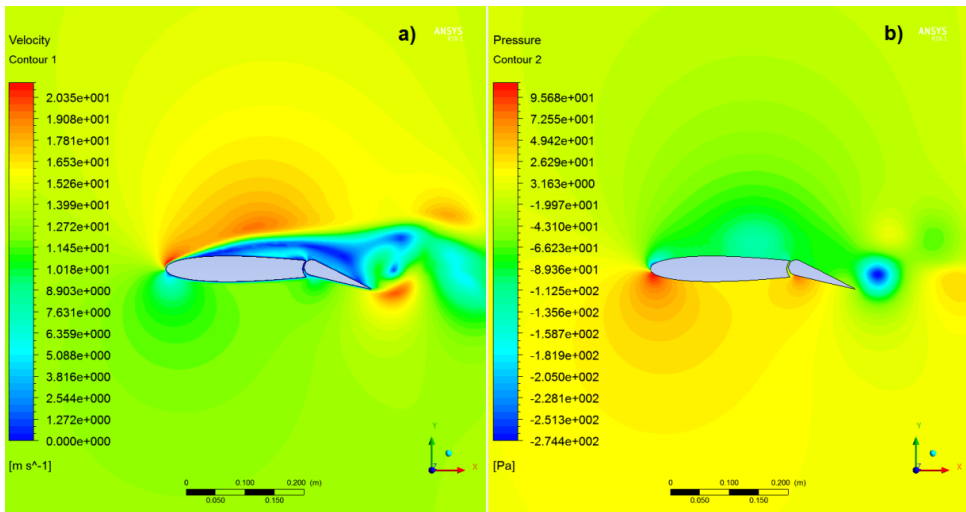 Velocity
Contour 1
a)
ANSYS
2.035e+001
1.908e+001
1.781e+001
1.653e+001
1.526e+001
1.399e+001
1.272e+001
1.145e+001
1.018e+001
8.903e+000
7.631e+000
6.359e+000
5.088e+000
3.816e+000
2.544e+000
1.272e+000
0.000e+000
[m s^-1]
0 0.100 0.200 (m)
0.050 0.150
Y
Z X
Pressure
Contour 2
b)
ANSYS
9.568e+001
7.255e+001
4.942e+001
2.629e+001
3.163e+000
-1.997e+001
-4.310e+001
-6.623e+001
-8.936e+001
-1.125e+002
-1.356e+002
-1.587e+002
-1.819e+002
-2.050e+002
-2.281e+002
-2.513e+002
-2.744e+002
[Pa]
0 0.100 0.200 (m)
0.050 0.150
Y
Z X